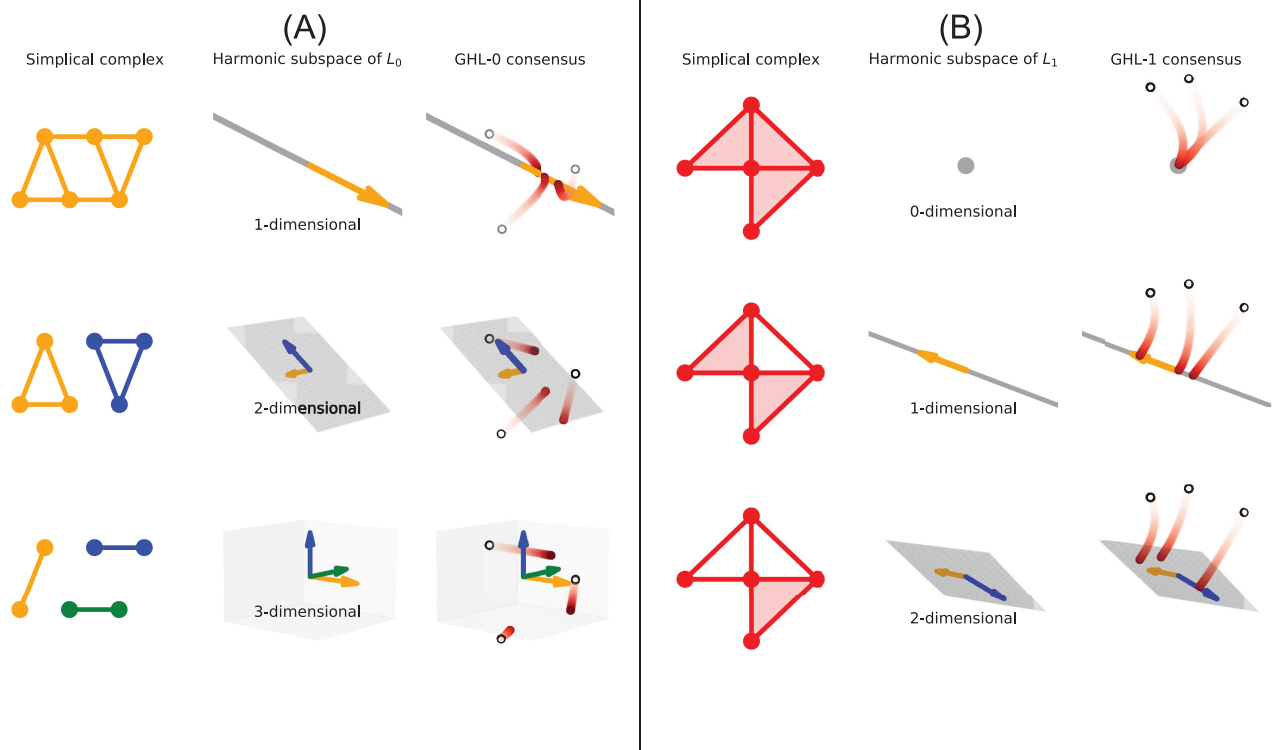 (A)
Simplical complex
Harmonic subspace of L₀
GHL-0 consensus
1-dimensional
2-dimensional
3-dimensional
(B)
Simplical complex
Harmonic subspace of L₁
GHL-1 consensus
0-dimensional
1-dimensional
2-dimensional